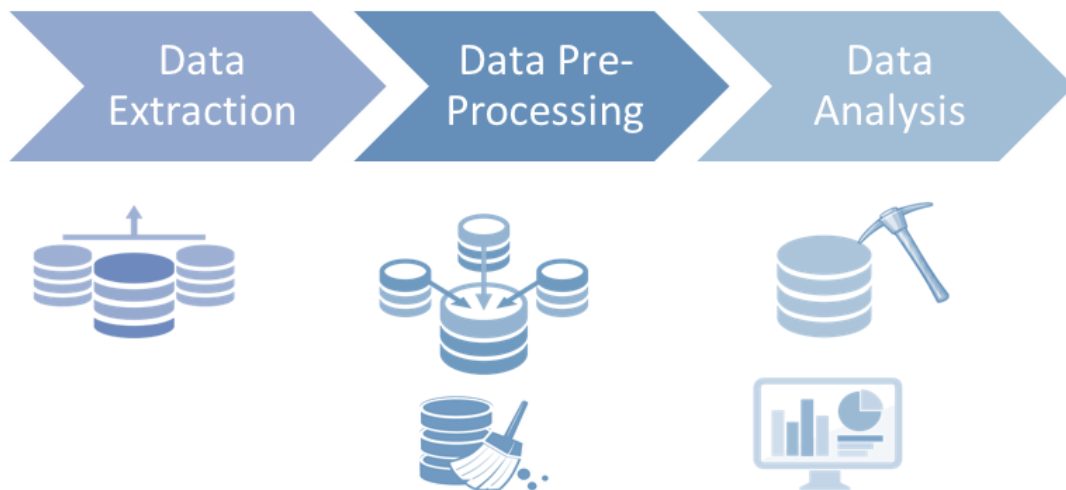 Data
Extraction
Data Pre-
Processing
Data
Analysis